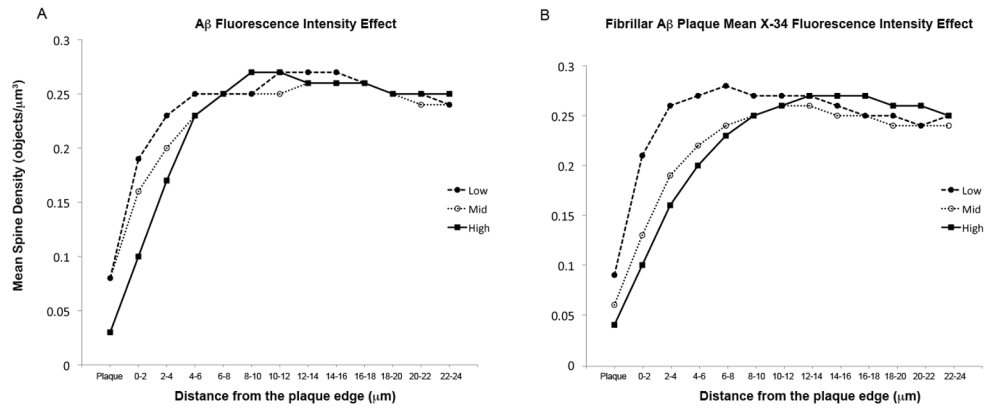 A
Aβ Fluorescence Intensity Effect
Mean Spine Density (objects/μm³)
0.3
0.25
0.2
0.15
0.1
0.05
0
Low
Mid
High
Plaque 0-2 2-4 4-6 6-8 8-10 10-12 12-14 14-16 16-18 18-20 20-22 22-24
Distance from the plaque edge (μm)
B
Fibrillar Aβ Plaque Mean X-34 Fluorescence Intensity Effect
0.3
0.25
0.2
0.15
0.1
0.05
0
Low
Mid
High
Plaque 0-2 2-4 4-6 6-8 8-10 10-12 12-14 14-16 16-18 18-20 20-22 22-24
Distance from the plaque edge (μm)